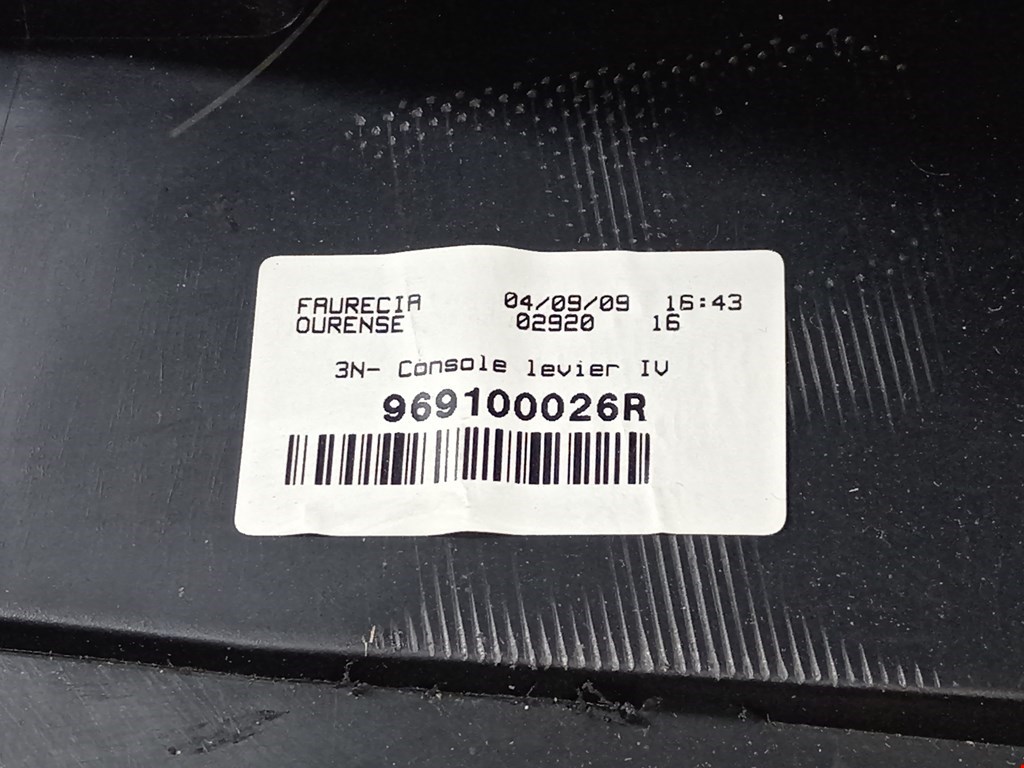 FAURECIA 04/09/09 16:43
OURENSE 02920 16
3N- Console levier IV
969100026R